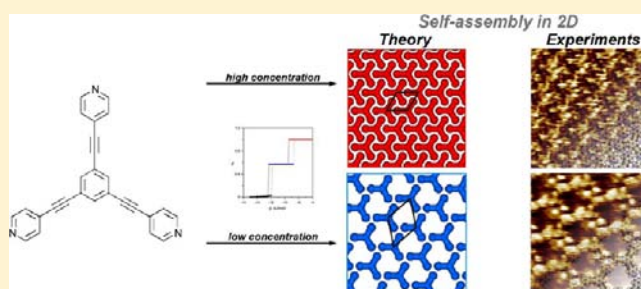 Self-assembly in 2D
Theory
Experiments
high concentration
low concentration
N
N
N